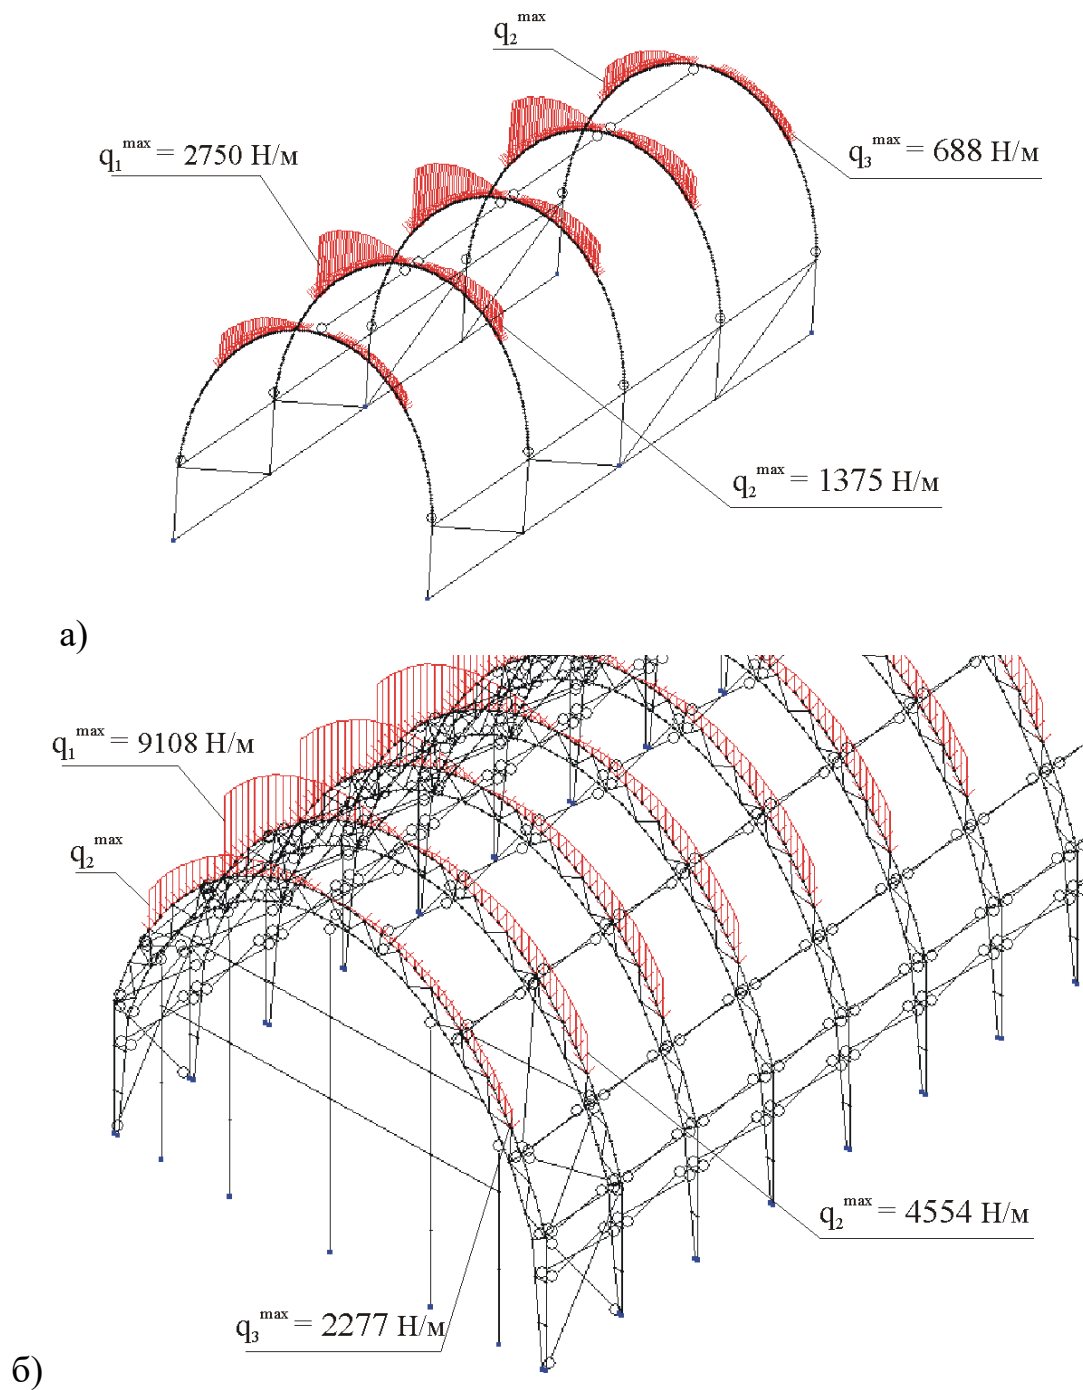 q₂ᵐᵃˣ
q₁ᵐᵃˣ = 2750 Н/м
q₃ᵐᵃˣ = 688 Н/м
q₂ᵐᵃˣ = 1375 Н/м
а)
q₁ᵐᵃˣ = 9108 Н/м
q₂ᵐᵃˣ
q₂ᵐᵃˣ = 4554 Н/м
q₃ᵐᵃˣ = 2277 Н/м
б)